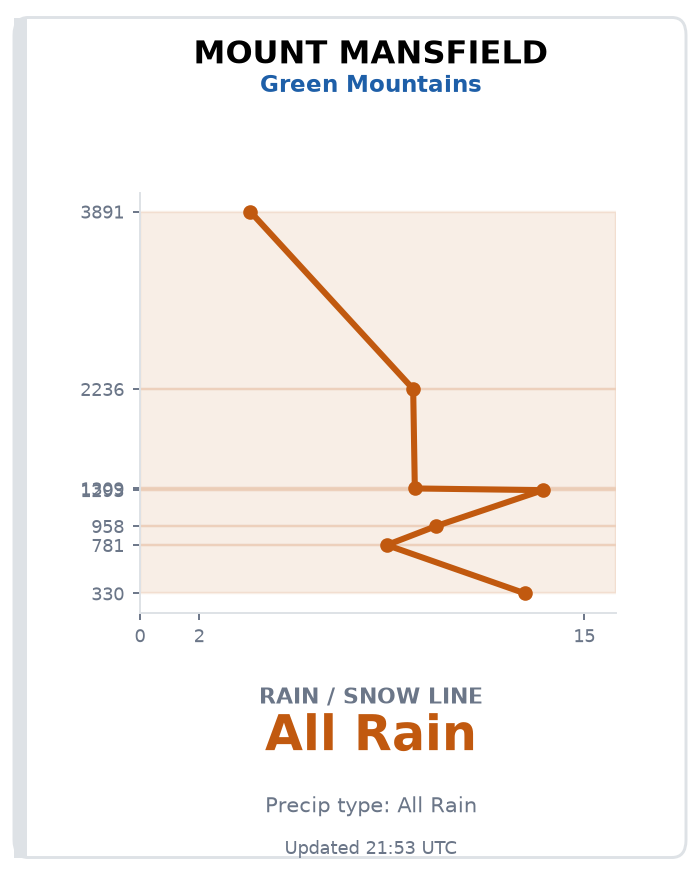 MOUNT MANSFIELD
Green Mountains
3891
2236
958
781
330
0 2 15
RAIN / SNOW LINE
All Rain
Precip type: All Rain
Updated 21:53 UTC